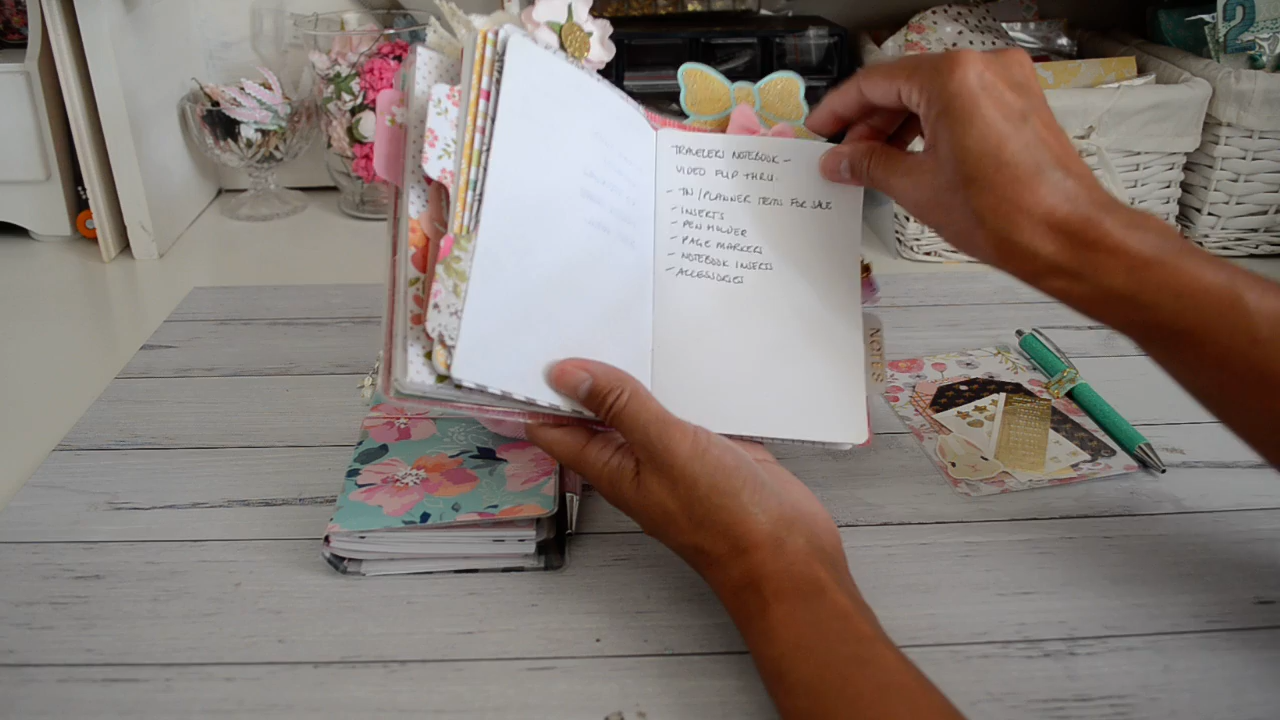 TRAVELERS NOTEBOOK -
VIDEO FLIP THRU.
- TN/PLANNER ITEMS FOR SALE
- INSERTS
- PEN HOLDER
- PAGE MARKERS
- NOTEBOOK INSERTS
- ACCESSORIES
NOTES
2